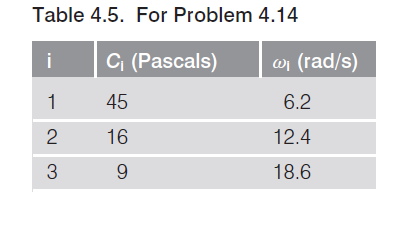 Table 4.5. For Problem 4.14
i Cᵢ (Pascals) ωᵢ (rad/s)
1 45 6.2
2 16 12.4
3 9 18.6